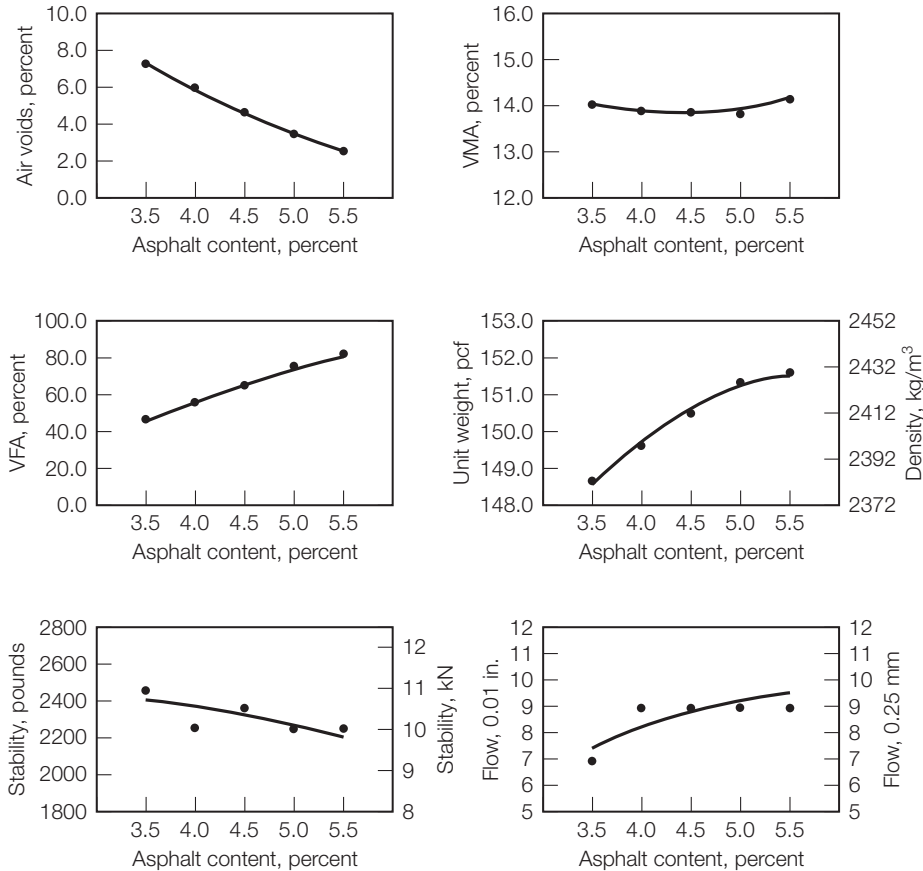 Air voids, percent
10.0
8.0
6.0
4.0
2.0
0.0
3.5 4.0 4.5 5.0 5.5
Asphalt content, percent
VMA, percent
16.0
15.0
14.0
13.0
12.0
3.5 4.0 4.5 5.0 5.5
Asphalt content, percent
VFA, percent
100.0
80.0
60.0
40.0
20.0
0.0
3.5 4.0 4.5 5.0 5.5
Asphalt content, percent
Unit weight, pcf
153.0
152.0
151.0
150.0
149.0
148.0
2452
2432
2412
2392
2372
Density, kg/m³
3.5 4.0 4.5 5.0 5.5
Asphalt content, percent
Stability, pounds
2800
2600
2400
2200
2000
1800
12
11
10
9
8
Stability, kN
3.5 4.0 4.5 5.0 5.5
Asphalt content, percent
Flow, 0.01 in.
12
11
10
9
8
7
6
5
12
11
10
9
8
7
6
5
Flow, 0.25 mm
3.5 4.0 4.5 5.0 5.5
Asphalt content, percent